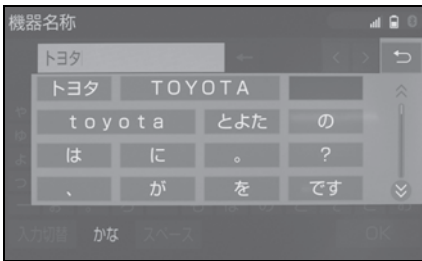 機器名称
トヨタ
トヨタ TOYOTA
toyota とよた の
は に 。 ?
、 が を です
入力切替 かな スペース OK